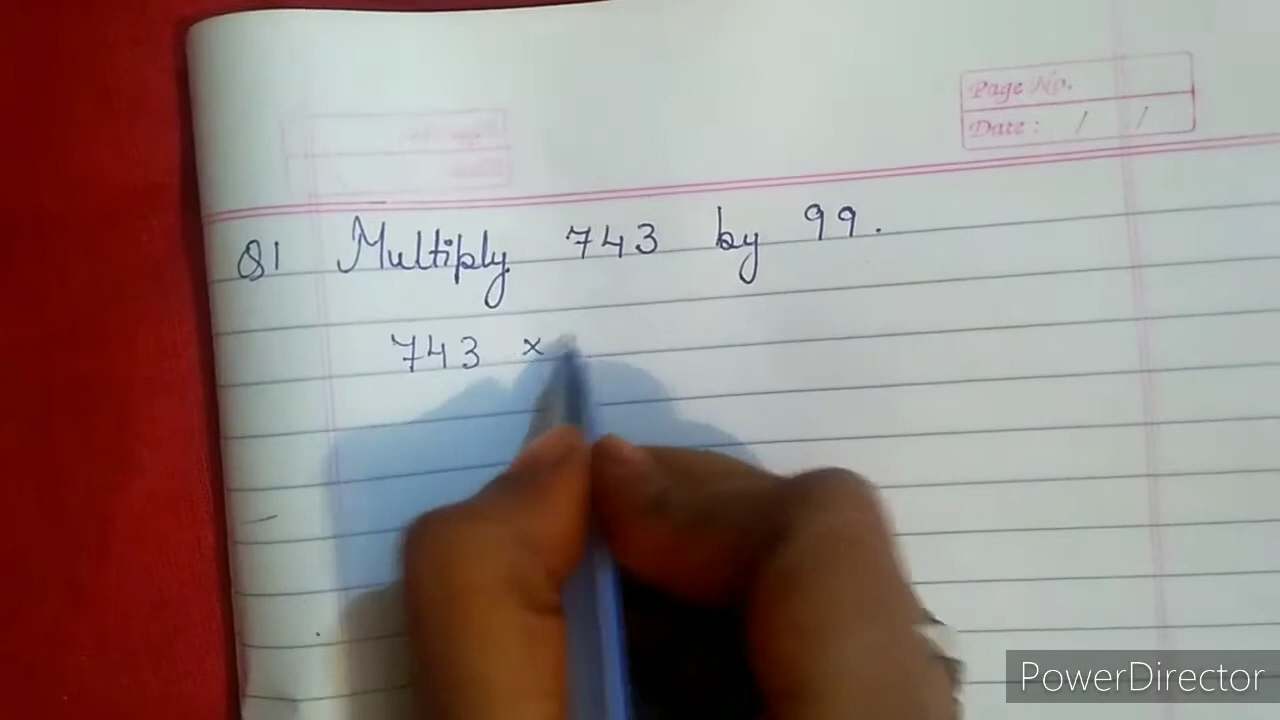 Page No.
Date : / /
Q1 Multiply 743 by 99.
743 ×
PowerDirector